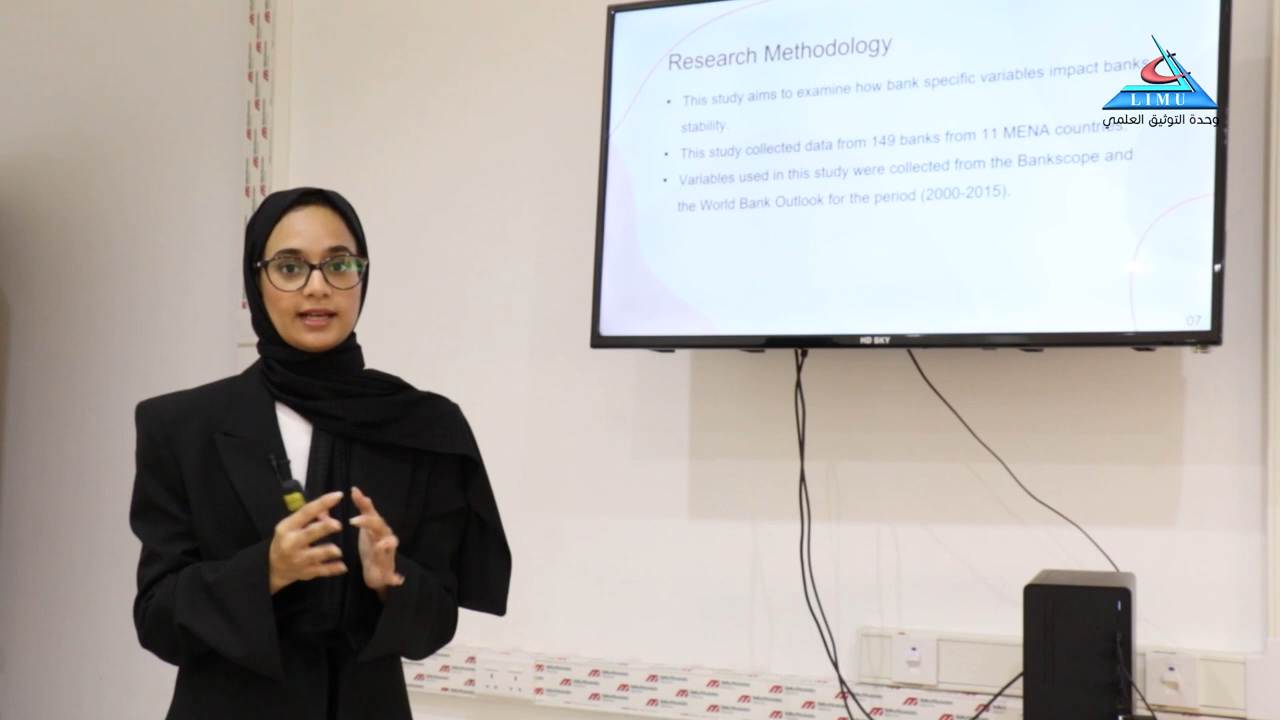 Research Methodology
• This study aims to examine how bank specific variables impact banks
stability.
• This study collected data from 149 banks from 11 MENA countries.
• Variables used in this study were collected from the Bankscope and
the World Bank Outlook for the period (2000-2015).
07
HD SKY
LIMU
وحدة التوثيق العلمي